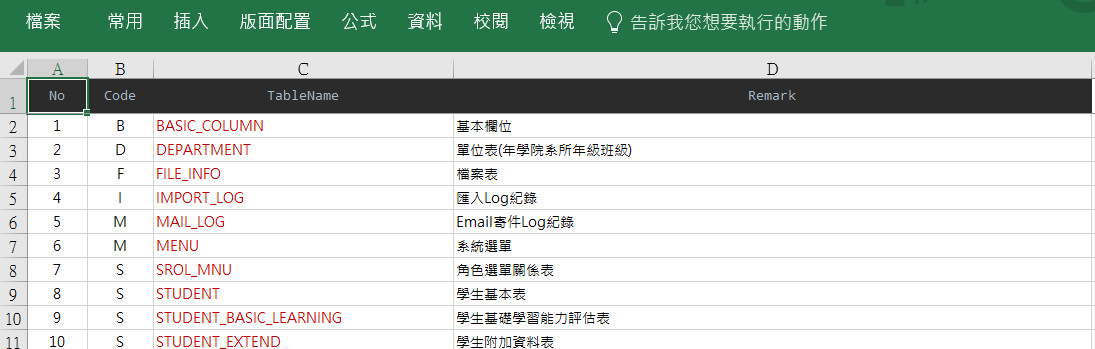 檔案 常用 插入 版面配置 公式 資料 校閱 檢視 告訴我您想要執行的動作
A B C D
1 No Code TableName Remark
2 1 B BASIC_COLUMN 基本欄位
3 2 D DEPARTMENT 單位表(年學院系所年級班級)
4 3 F FILE_INFO 檔案表
5 4 I IMPORT_LOG 匯入Log紀錄
6 5 M MAIL_LOG Email寄件Log紀錄
7 6 M MENU 系統選單
8 7 S SROL_MNU 角色選單關係表
9 8 S STUDENT 學生基本表
10 9 S STUDENT_BASIC_LEARNING 學生基礎學習能力評估表
11 10 S STUDENT_EXTEND 學生附加資料表